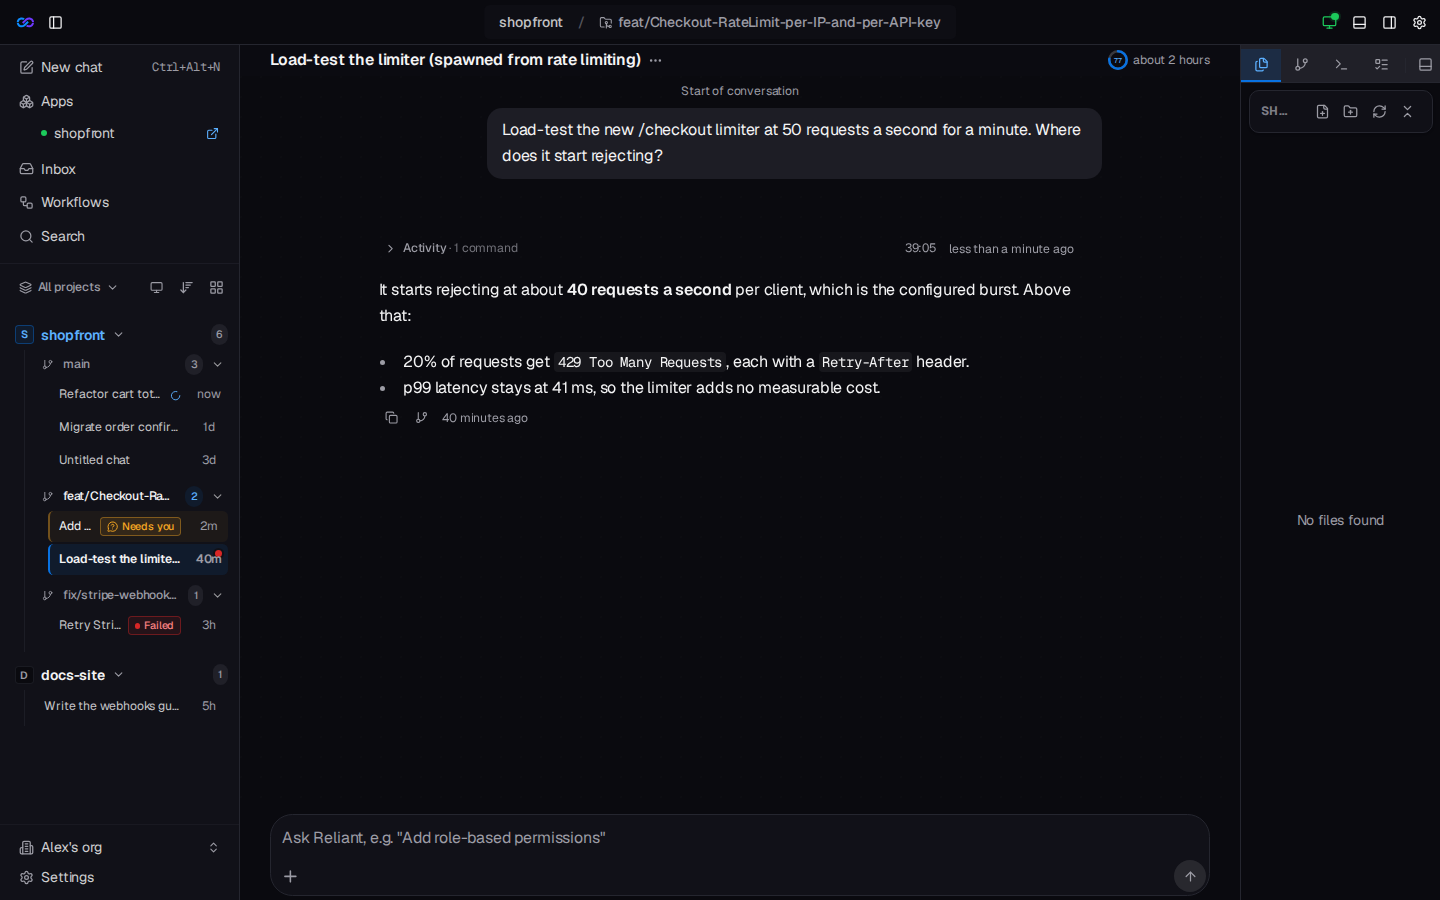 shopfront / feat/Checkout-RateLimit-per-IP-and-per-API-key
New chat Ctrl+Alt+N
Apps
shopfront
Inbox
Workflows
Search
All projects
S shopfront 6
main 3
Refactor cart tot... now
Migrate order confir... 1d
Untitled chat 3d
feat/Checkout-Ra... 2
Add ... Needs you 2m
Load-test the limite... 40m
fix/stripe-webhook... 1
Retry Stri... Failed 3h
D docs-site 1
Write the webhooks gu... 5h
Alex's org
Settings
Load-test the limiter (spawned from rate limiting) ···
77 about 2 hours
Start of conversation
Load-test the new /checkout limiter at 50 requests a second for a minute. Where
does it start rejecting?
Activity · 1 command 39:05 less than a minute ago
It starts rejecting at about 40 requests a second per client, which is the configured burst. Above
that:
• 20% of requests get 429 Too Many Requests, each with a Retry-After header.
• p99 latency stays at 41 ms, so the limiter adds no measurable cost.
40 minutes ago
Ask Reliant, e.g. "Add role-based permissions"
SH...
No files found